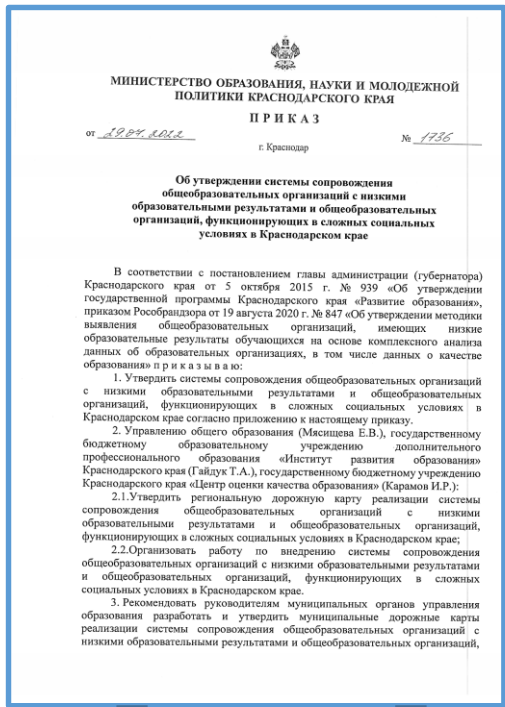 МИНИСТЕРСТВО ОБРАЗОВАНИЯ, НАУКИ И МОЛОДЕЖНОЙ
ПОЛИТИКИ КРАСНОДАРСКОГО КРАЯ
ПРИКАЗ
от 29.04.2022 № 1736
г. Краснодар
Об утверждении системы сопровождения
общеобразовательных организаций с низкими
образовательными результатами и общеобразовательных
организаций, функционирующих в сложных социальных
условиях в Краснодарском крае
В соответствии с постановлением главы администрации (губернатора)
Краснодарского края от 5 октября 2015 г. № 939 «Об утверждении
государственной программы Краснодарского края «Развитие образования»,
приказом Рособрандзора от 19 августа 2020 г. № 847 «Об утверждении методики
выявления общеобразовательных организаций, имеющих низкие
образовательные результаты обучающихся на основе комплексного анализа
данных об образовательных организациях, в том числе данных о качестве
образования» п р и к а з ы в а ю:
1. Утвердить системы сопровождения общеобразовательных организаций
с низкими образовательными результатами и общеобразовательных
организаций, функционирующих в сложных социальных условиях в
Краснодарском крае согласно приложению к настоящему приказу.
2. Управлению общего образования (Мясищева Е.В.), государственному
бюджетному образовательному учреждению дополнительного
профессионального образования «Институт развития образования»
Краснодарского края (Гайдук Т.А.), государственному бюджетному учреждению
Краснодарского края «Центр оценки качества образования» (Карамов И.Р.):
2.1.Утвердить региональную дорожную карту реализации системы
сопровождения общеобразовательных организаций с низкими
образовательными результатами и общеобразовательных организаций,
функционирующих в сложных социальных условиях в Краснодарском крае;
2.2.Организовать работу по внедрению системы сопровождения
общеобразовательных организаций с низкими образовательными результатами
и общеобразовательных организаций, функционирующих в сложных
социальных условиях в Краснодарском крае.
3. Рекомендовать руководителям муниципальных органов управления
образования разработать и утвердить муниципальные дорожные карты
реализации системы сопровождения общеобразовательных организаций с
низкими образовательными результатами и общеобразовательных организаций,